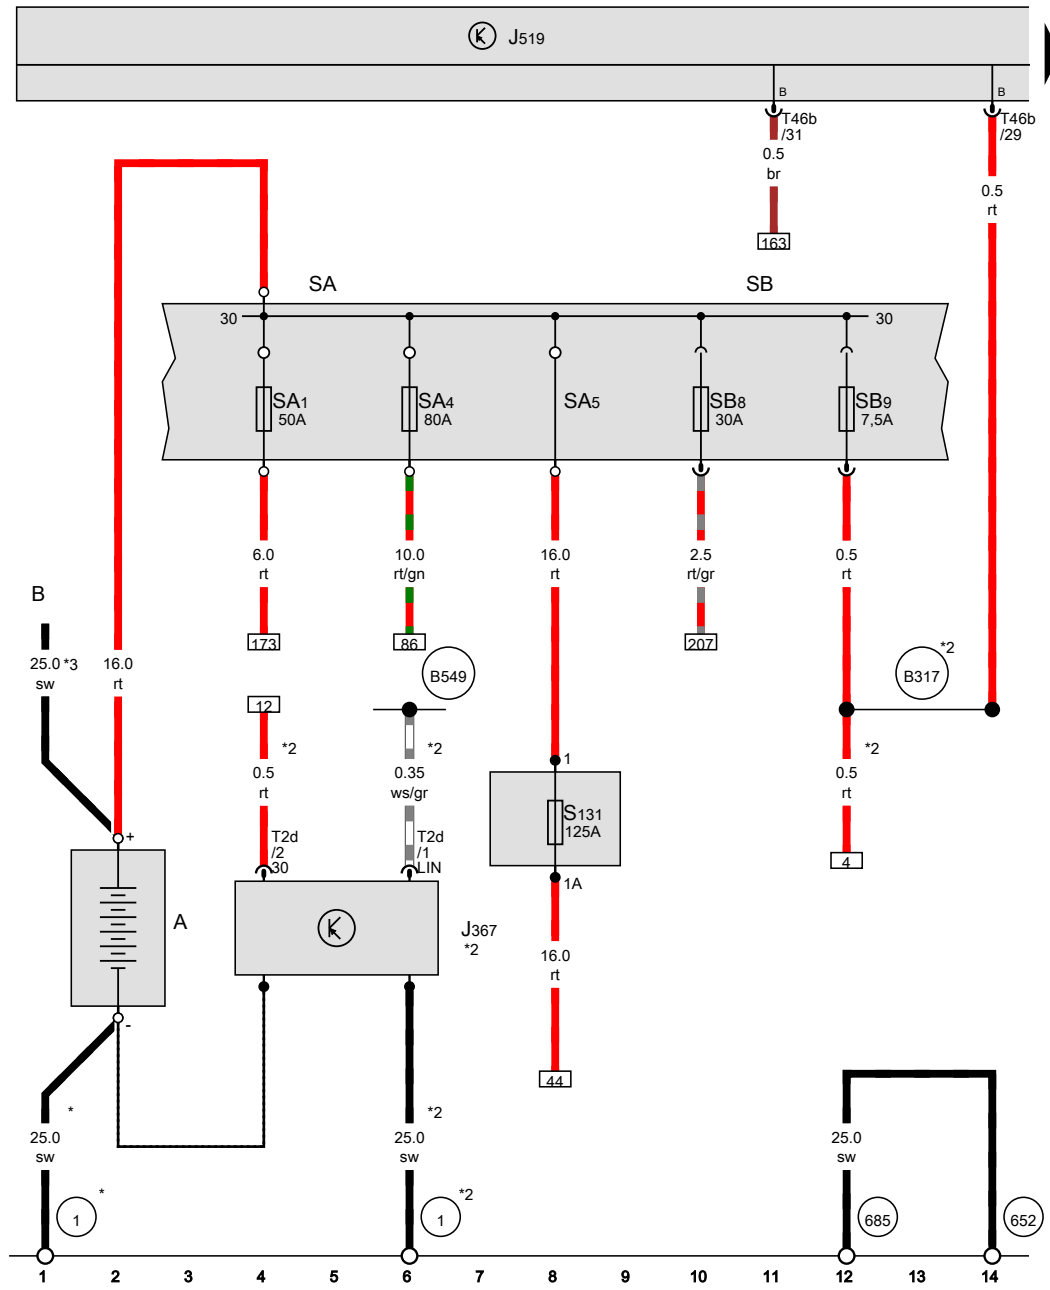 J519
B
B
T46b
/31
T46b
/29
0.5
br
0.5
rt
163
SA
SB
30
30
SA1
50A
SA4
80A
SA5
SB8
30A
SB9
7,5A
6.0
rt
10.0
rt/gn
16.0
rt
2.5
rt/gr
0.5
rt
B
173
86
207
25.0 *3
sw
16.0
rt
B549
B317
*2
12
*2
*2
*2
0.5
rt
0.35
ws/gr
1
0.5
rt
S131
125A
+
T2d
/2
30
T2d
/1
LIN
4
1A
A
J367
*2
16.0
rt
-
44
*
*2
25.0
sw
25.0
sw
25.0
sw
*
1
*2
1
685
652
1 2 3 4 5 6 7 8 9 10 11 12 13 14